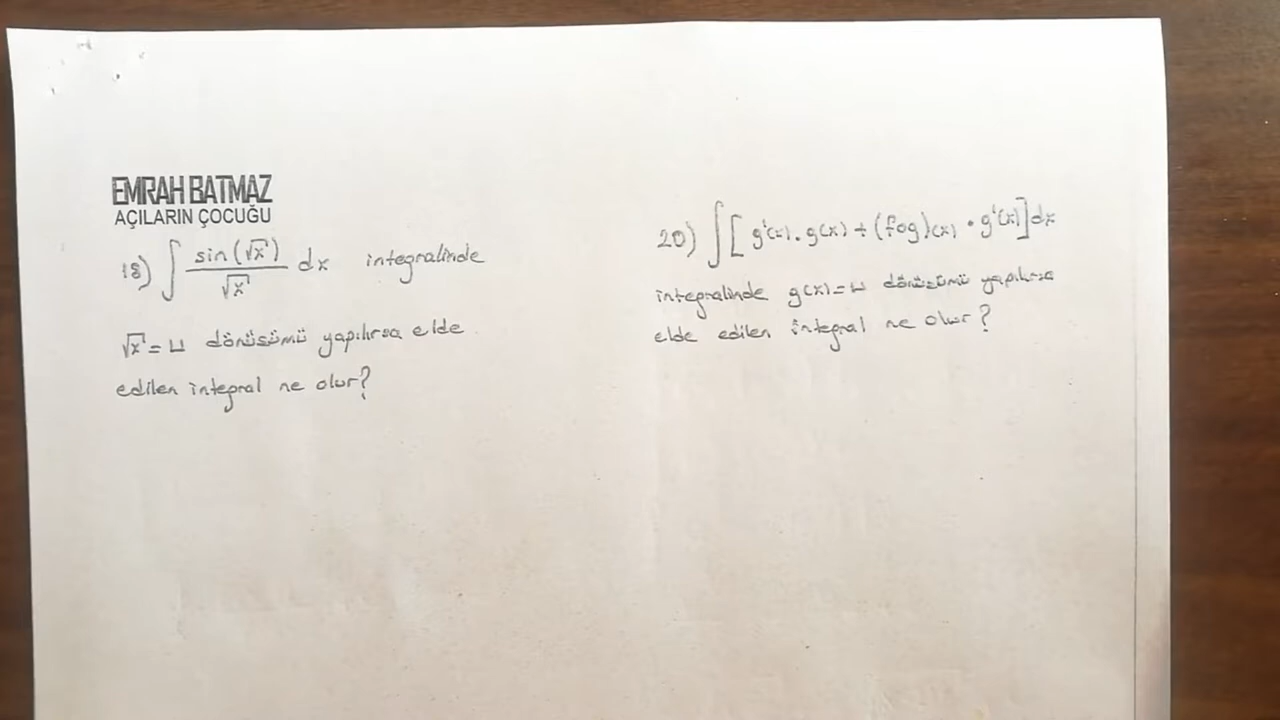 EMRAH BATMAZ
AÇILARIN ÇOCUĞU
18) ∫ sin(√x)/√x dx integralinde
√x = u dönüşümü yapılırsa elde
edilen integral ne olur?
20) ∫[g'(x).g(x) + (fog)(x) • g'(x)]dx
integralinde g(x) = u dönüşümü yapılırsa
elde edilen integral ne olur?